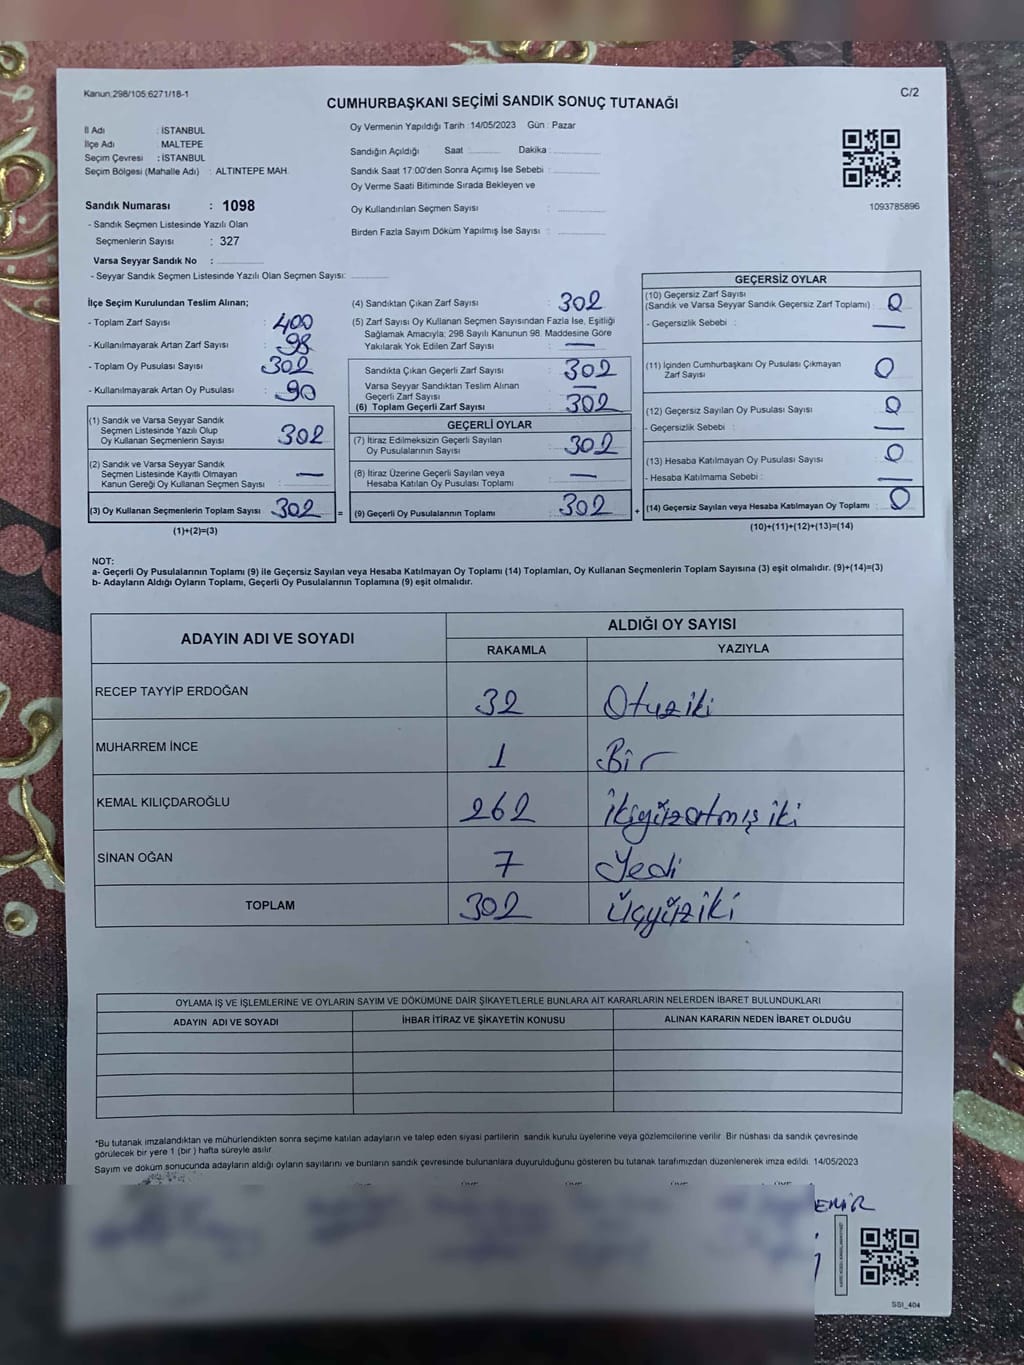 Kanun:298/105;6271/18-1
C/2
CUMHURBAŞKANI SEÇİMİ SANDIK SONUÇ TUTANAĞI
İl Adı : İSTANBUL
İlçe Adı : MALTEPE
Seçim Çevresi : İSTANBUL
Seçim Bölgesi (Mahalle Adı) : ALTINTEPE MAH.
Sandık Numarası : 1098
- Sandık Seçmen Listesinde Yazılı Olan
Seçmenlerin Sayısı : 327
Varsa Seyyar Sandık No :
- Seyyar Sandık Seçmen Listesinde Yazılı Olan Seçmen Sayısı:
Oy Vermenin Yapıldığı Tarih :14/05/2023 Gün : Pazar
Sandığın Açıldığı Saat Dakika
Sandık Saat 17:00'den Sonra Açımış İse Sebebi :
Oy Verme Saati Bitiminde Sırada Bekleyen ve
Oy Kullandırılan Seçmen Sayısı :
Birden Fazla Sayım Döküm Yapılmış İse Sayısı :
1093785896
İlçe Seçim Kurulundan Teslim Alınan;
- Toplam Zarf Sayısı : 400
- Kullanılmayarak Artan Zarf Sayısı : 98
- Toplam Oy Pusulası Sayısı : 302
- Kullanılmayarak Artan Oy Pusulası : 90
(1) Sandık ve Varsa Seyyar Sandık
Seçmen Listesinde Yazılı Olup
Oy Kullanan Seçmenlerin Sayısı 302
(2) Sandık ve Varsa Seyyar Sandık
Seçmen Listesinde Kayıtlı Olmayan
Kanun Gereği Oy Kullanan Seçmen Sayısı : —
(3) Oy Kullanan Seçmenlerin Toplam Sayısı 302
(1)+(2)=(3)
=
(4) Sandıktan Çıkan Zarf Sayısı : 302
(5) Zarf Sayısı Oy Kullanan Seçmen Sayısından Fazla İse, Eşitliği
Sağlamak Amacıyla; 298 Sayılı Kanunun 98. Maddesine Göre
Yakılarak Yok Edilen Zarf Sayısı : —
Sandıkta Çıkan Geçerli Zarf Sayısı : 302
Varsa Seyyar Sandıktan Teslim Alınan
Geçerli Zarf Sayısı : —
(6) Toplam Geçerli Zarf Sayısı : 302
GEÇERLİ OYLAR
(7) İtiraz Edilmeksizin Geçerli Sayılan
Oy Pusulalarının Sayısı : 302
(8) İtiraz Üzerine Geçerli Sayılan veya
Hesaba Katılan Oy Pusulası Toplamı : —
(9) Geçerli Oy Pusulalarının Toplamı : 302
+
GEÇERSİZ OYLAR
(10) Geçersiz Zarf Sayısı
(Sandık ve Varsa Seyyar Sandık Geçersiz Zarf Toplamı) : 0
- Geçersizlik Sebebi : —
(11) İçinden Cumhurbaşkanı Oy Pusulası Çıkmayan
Zarf Sayısı 0
(12) Geçersiz Sayılan Oy Pusulası Sayısı : 0
- Geçersizlik Sebebi : —
(13) Hesaba Katılmayan Oy Pusulası Sayısı : 0
- Hesaba Katılmama Sebebi : —
(14) Geçersiz Sayılan veya Hesaba Katılmayan Oy Toplamı : 0
(10)+(11)+(12)+(13)=(14)
NOT:
a- Geçerli Oy Pusulalarının Toplamı (9) ile Geçersiz Sayılan veya Hesaba Katılmayan Oy Toplamı (14) Toplamları, Oy Kullanan Seçmenlerin Toplam Sayısına (3) eşit olmalıdır. (9)+(14)=(3)
b- Adayların Aldığı Oyların Toplamı, Geçerli Oy Pusulalarının Toplamına (9) eşit olmalıdır.
ADAYIN ADI VE SOYADI ALDIĞI OY SAYISI
RAKAMLA YAZIYLA
RECEP TAYYİP ERDOĞAN 32 Otuziki
MUHARREM İNCE 1 Bir
KEMAL KILIÇDAROĞLU 262 ikiyüzatmışiki
SİNAN OĞAN 7 Yedi
TOPLAM 302 üçyüziki
OYLAMA İŞ VE İŞLEMLERİNE VE OYLARIN SAYIM VE DÖKÜMÜNE DAİR ŞİKAYETLERLE BUNLARA AİT KARARLARIN NELERDEN İBARET BULUNDUKLARI
ADAYIN ADI VE SOYADI İHBAR İTİRAZ VE ŞİKAYETİN KONUSU ALINAN KARARIN NEDEN İBARET OLDUĞU
*Bu tutanak imzalandıktan ve mühürlendikten sonra seçime katılan adayların ve talep eden siyasi partilerin sandık kurulu üyelerine veya gözlemcilerine verilir. Bir nüshası da sandık çevresinde
görülecek bir yere 1 (bir ) hafta süreyle asılır.
Sayım ve döküm sonucunda adayların aldığı oyların sayılarını ve bunların sandık çevresinde bulunanlara duyurulduğunu gösteren bu tutanak tarafımızdan düzenlenerek imza edildi. 14/05/2023
EMİR
SSI_404